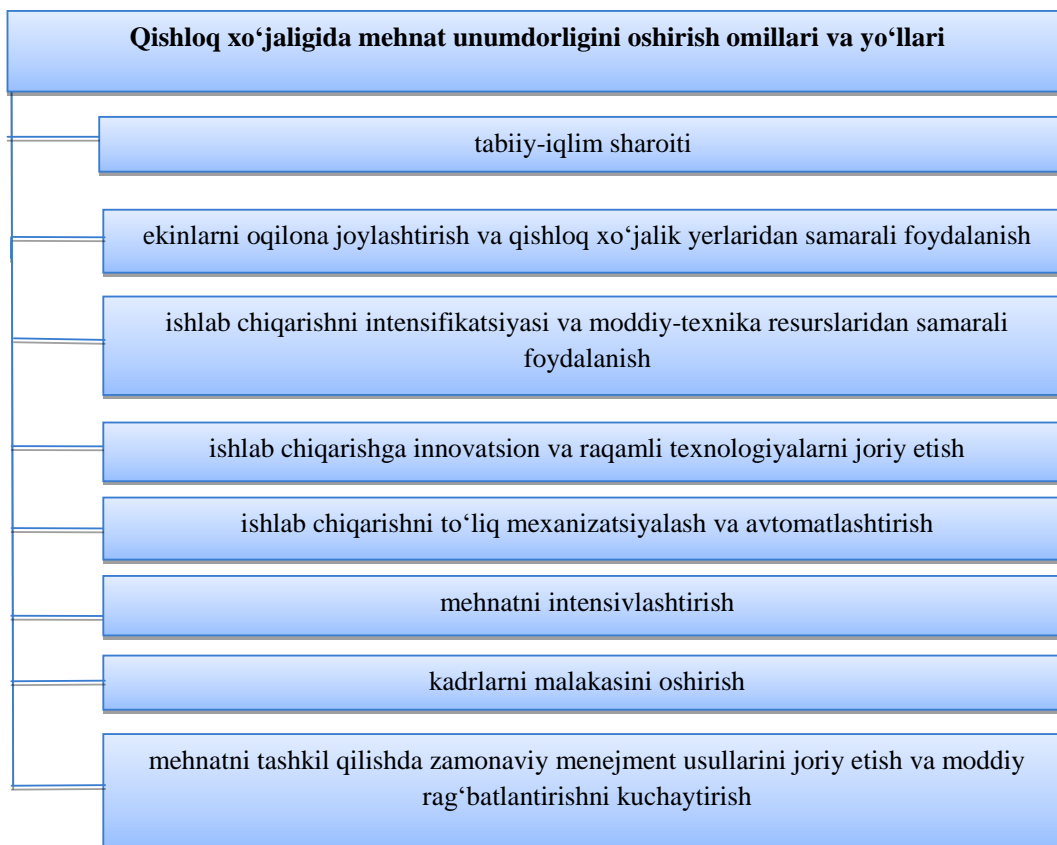 Qishloq xo‘jaligida mehnat unumdorligini oshirish omillari va yo‘llari
tabiiy-iqlim sharoiti
ekinlarni oqilona joylashtirish va qishloq xo‘jalik yerlaridan samarali foydalanish
ishlab chiqarishni intensifikatsiyasi va moddiy-texnika resurslaridan samarali
foydalanish
ishlab chiqarishga innovatsion va raqamli texnologiyalarni joriy etish
ishlab chiqarishni to‘liq mexanizatsiyalash va avtomatlashtirish
mehnatni intensivlashtirish
kadrlarni malakasini oshirish
mehnatni tashkil qilishda zamonaviy menejment usullarini joriy etish va moddiy
rag‘batlantirishni kuchaytirish